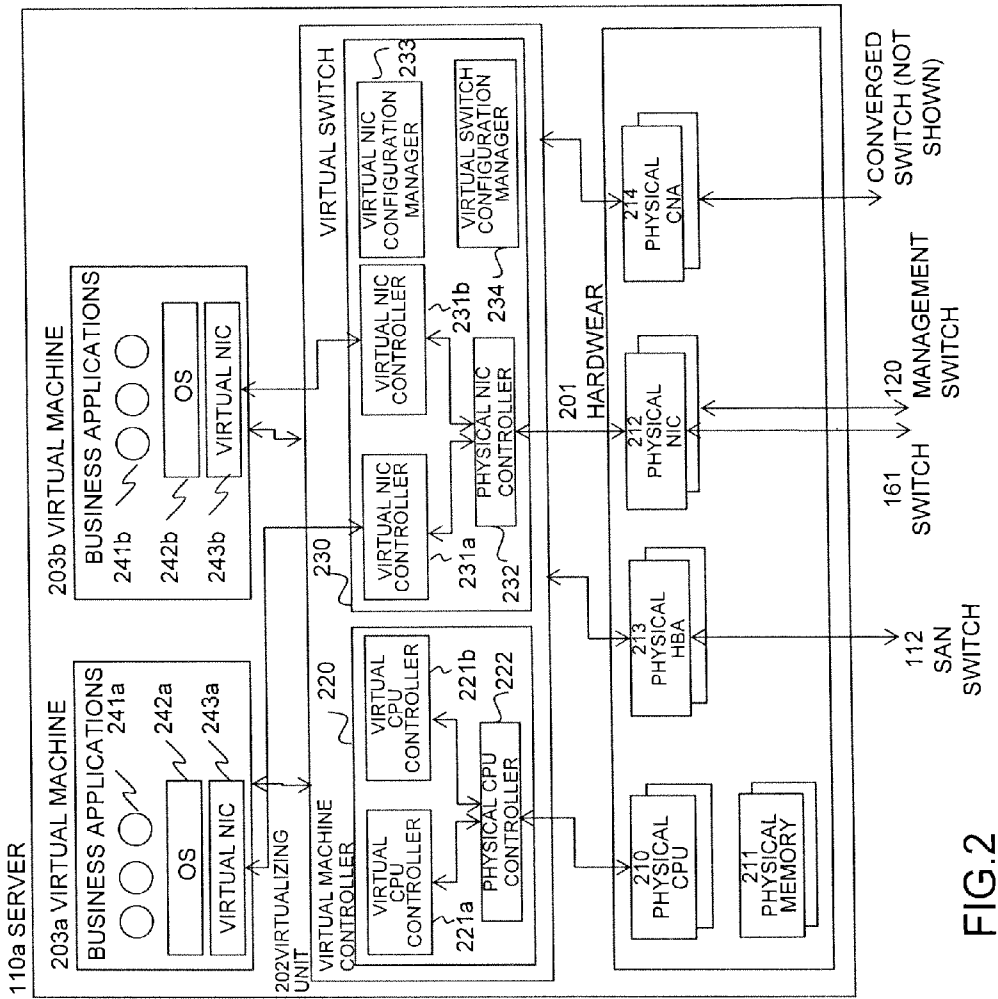 110a SERVER
203a VIRTUAL MACHINE
BUSINESS APPLICATIONS
241a
OS
242a
VIRTUAL NIC
243a
203b VIRTUAL MACHINE
BUSINESS APPLICATIONS
241b
OS
242b
VIRTUAL NIC
243b
202VIRTUALIZING
UNIT
VIRTUAL MACHINE
CONTROLLER
220
VIRTUAL
CPU
CONTROLLER
221a
VIRTUAL
CPU
CONTROLLER
221b
PHYSICAL CPU
CONTROLLER
222
230
VIRTUAL SWITCH
VIRTUAL NIC
CONTROLLER
231a
VIRTUAL NIC
CONTROLLER
231b
PHYSICAL NIC
CONTROLLER
232
VIRTUAL NIC
CONFIGURATION
MANAGER
233
VIRTUAL SWITCH
CONFIGURATION
MANAGER
234
201
HARDWEAR
210
PHYSICAL
CPU
211
PHYSICAL
MEMORY
213
PHYSICAL
HBA
212
PHYSICAL
NIC
214
PHYSICAL
CNA
112
SAN
SWITCH
161
SWITCH
120
MANAGEMENT
SWITCH
CONVERGED
SWITCH (NOT
SHOWN)
FIG.2